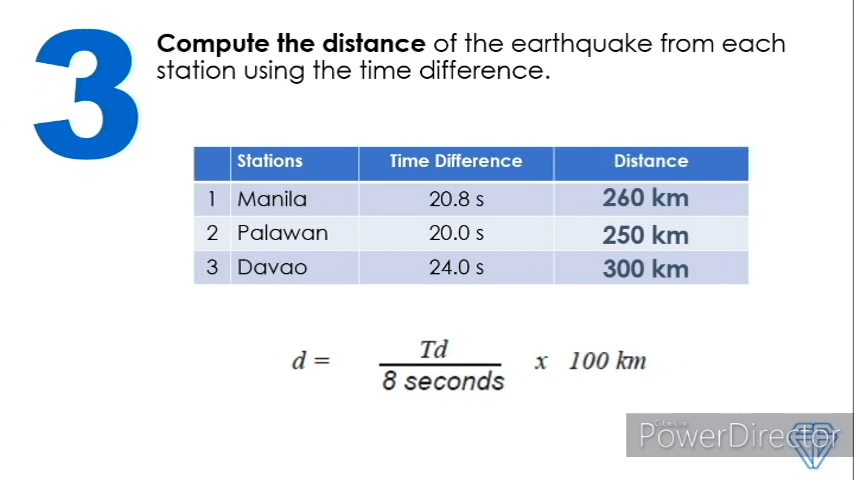 3
Compute the distance of the earthquake from each
station using the time difference.
Stations Time Difference Distance
1 Manila 20.8 s 260 km
2 Palawan 20.0 s 250 km
3 Davao 24.0 s 300 km
d = Td / 8 seconds x 100 km
CyberLink
PowerDirector